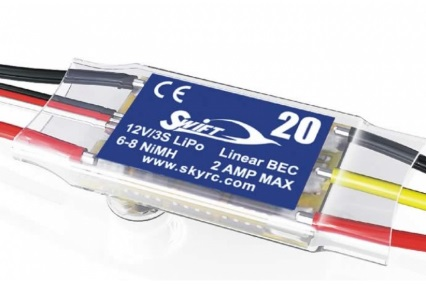 CE
SWIFT 20
12V/3S LiPo Linear BEC
6-8 NiMH 2 AMP MAX
www.skyrc.com